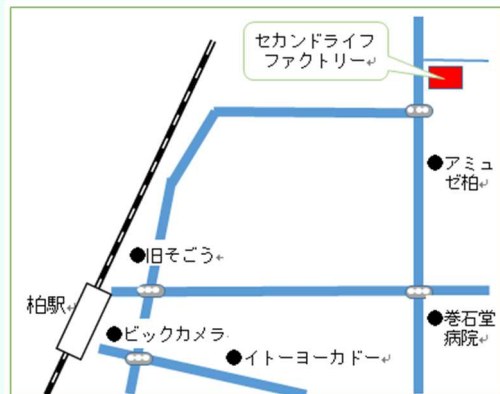 セカンドライフ
ファクトリー↵
●アミュ
ゼ柏↵
●旧そごう↵
柏駅↵
●ビックカメラ
●巻石堂
病院↵
●イトーヨーカドー↵